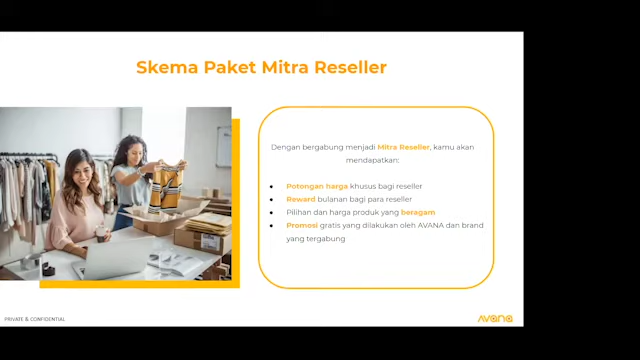 Skema Paket Mitra Reseller
Dengan bergabung menjadi Mitra Reseller, kamu akan
mendapatkan:
● Potongan harga khusus bagi reseller
● Reward bulanan bagi para reseller
● Pilihan dan harga produk yang beragam
● Promosi gratis yang dilakukan oleh AVANA dan brand
yang tergabung
PRIVATE & CONFIDENTIAL
AVANA